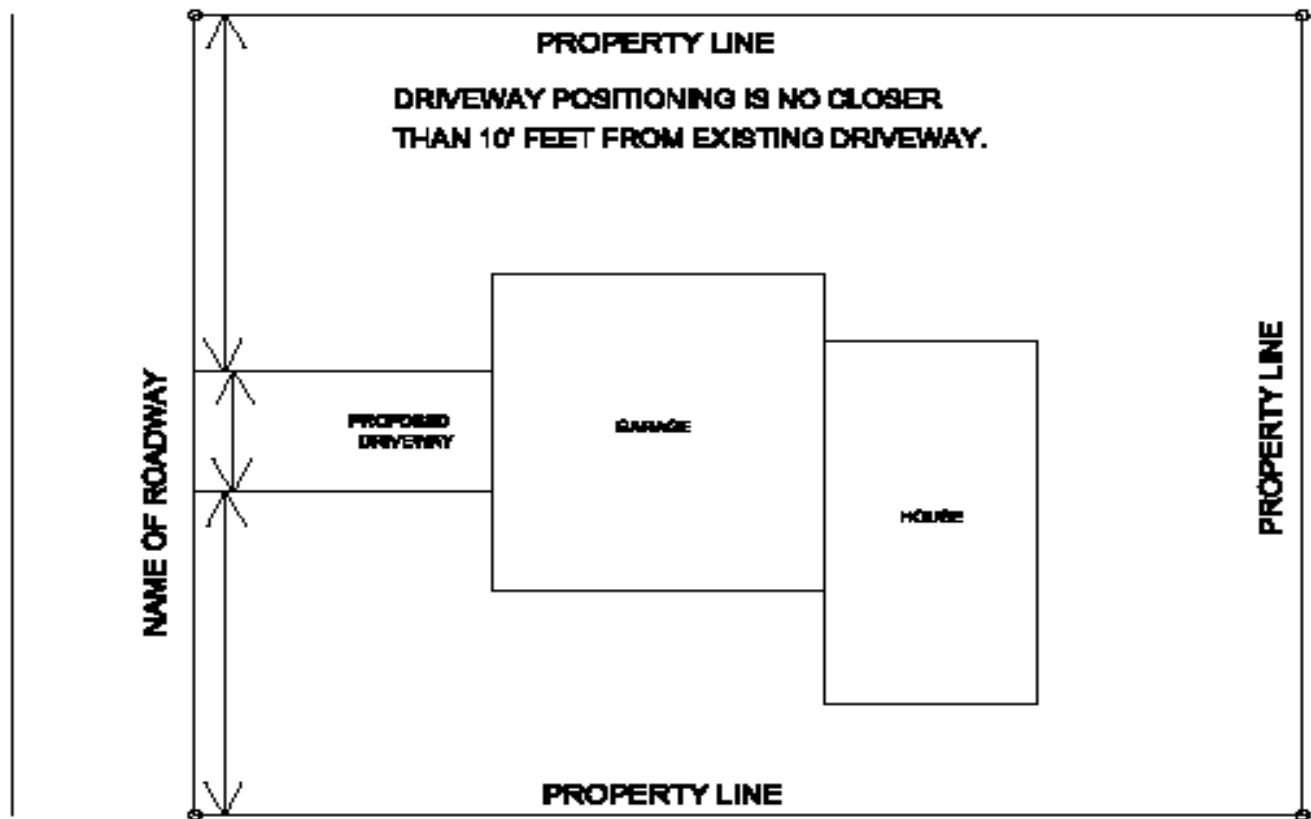 PROPERTY LINE
DRIVEWAY POSITIONING IS NO CLOSER
THAN 10' FEET FROM EXISTING DRIVEWAY.
NAME OF ROADWAY
PROPOSED
DRIVEWAY
GARAGE
HOUSE
PROPERTY LINE
PROPERTY LINE